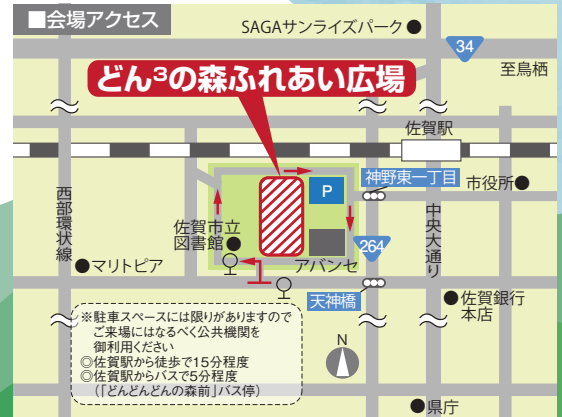 ■会場アクセス
SAGAサンライズパーク●
34
至鳥栖
どん³の森ふれあい広場
佐賀駅
P
神野東一丁目
市役所●
西部環状線
佐賀市立
図書館●
中央大通り
264
●マリトピア
アバンセ
天神橋
●佐賀銀行
本店
※駐車スペースには限りがありますので
ご来場にはなるべく公共機関を
御利用ください
◎佐賀駅から徒歩で15分程度
◎佐賀駅からバスで5分程度
(「どんどんどんの森前」バス停)
N
●県庁